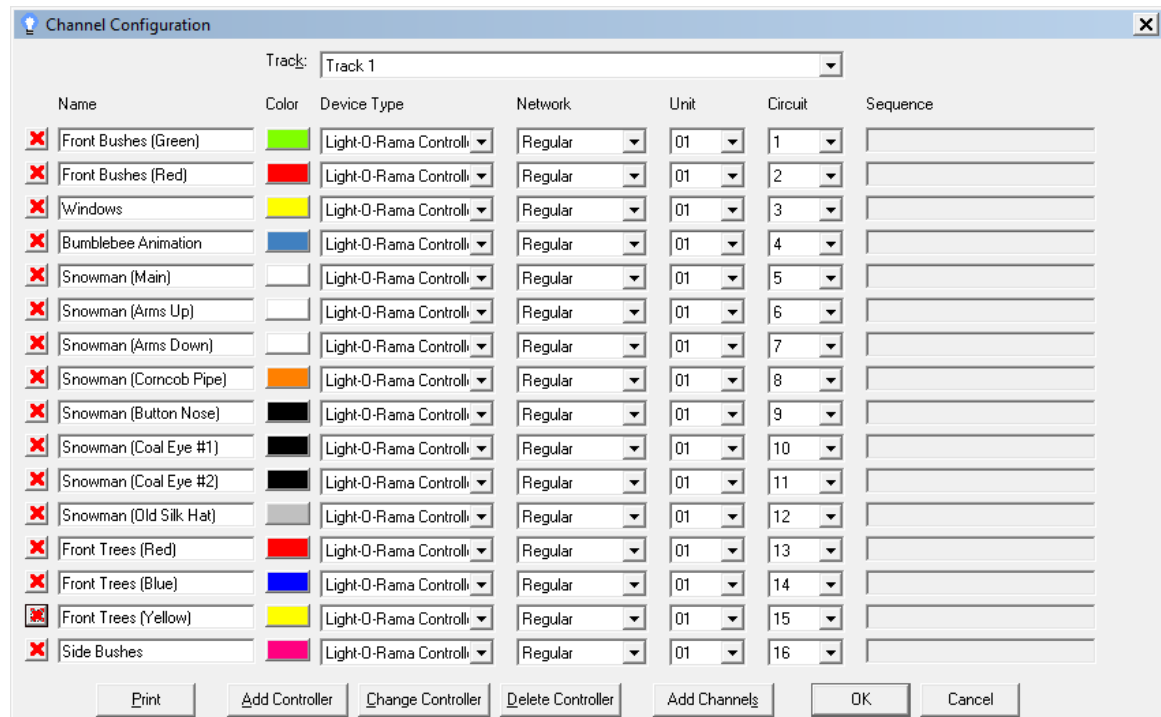 Channel Configuration
Track: Track 1
Name Color Device Type Network Unit Circuit Sequence
Front Bushes (Green) Light-O-Rama Controll Regular 01 1
Front Bushes (Red) Light-O-Rama Controll Regular 01 2
Windows Light-O-Rama Controll Regular 01 3
Bumblebee Animation Light-O-Rama Controll Regular 01 4
Snowman (Main) Light-O-Rama Controll Regular 01 5
Snowman (Arms Up) Light-O-Rama Controll Regular 01 6
Snowman (Arms Down) Light-O-Rama Controll Regular 01 7
Snowman (Corncob Pipe) Light-O-Rama Controll Regular 01 8
Snowman (Button Nose) Light-O-Rama Controll Regular 01 9
Snowman (Coal Eye #1) Light-O-Rama Controll Regular 01 10
Snowman (Coal Eye #2) Light-O-Rama Controll Regular 01 11
Snowman (Old Silk Hat) Light-O-Rama Controll Regular 01 12
Front Trees (Red) Light-O-Rama Controll Regular 01 13
Front Trees (Blue) Light-O-Rama Controll Regular 01 14
Front Trees (Yellow) Light-O-Rama Controll Regular 01 15
Side Bushes Light-O-Rama Controll Regular 01 16
Print Add Controller Change Controller Delete Controller Add Channels OK Cancel